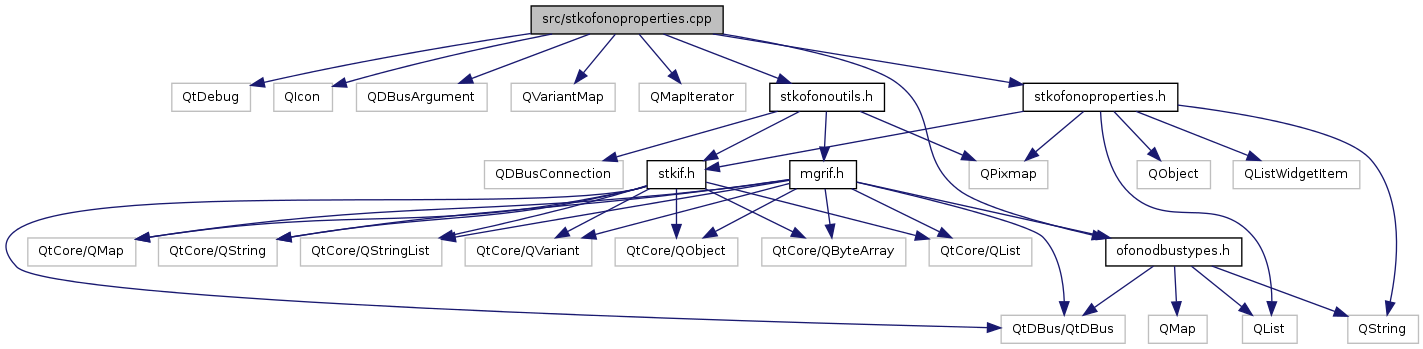 src/stkofonoproperties.cpp
QtDebug
QIcon
QDBusArgument
QVariantMap
QMapIterator
stkofonoutils.h
stkofonoproperties.h
QDBusConnection
stkif.h
mgrif.h
QPixmap
QObject
QListWidgetItem
QtCore/QMap
QtCore/QString
QtCore/QStringList
QtCore/QVariant
QtCore/QObject
QtCore/QByteArray
QtCore/QList
ofonodbustypes.h
QtDBus/QtDBus
QMap
QList
QString